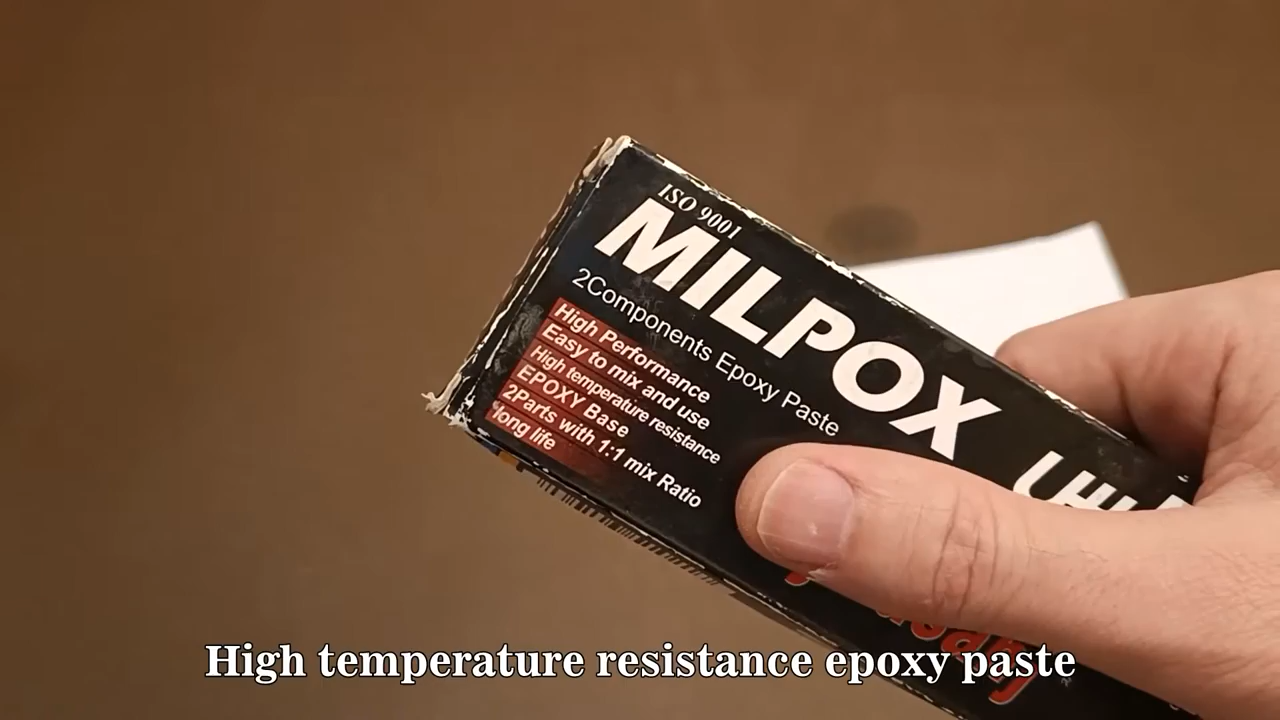 ISO 9001
MILPOX
2Components Epoxy Paste
High Performance
Easy to mix and use
High temperature resistance
EPOXY Base
2Parts with 1:1 mix Ratio
long life
High temperature resistance epoxy paste